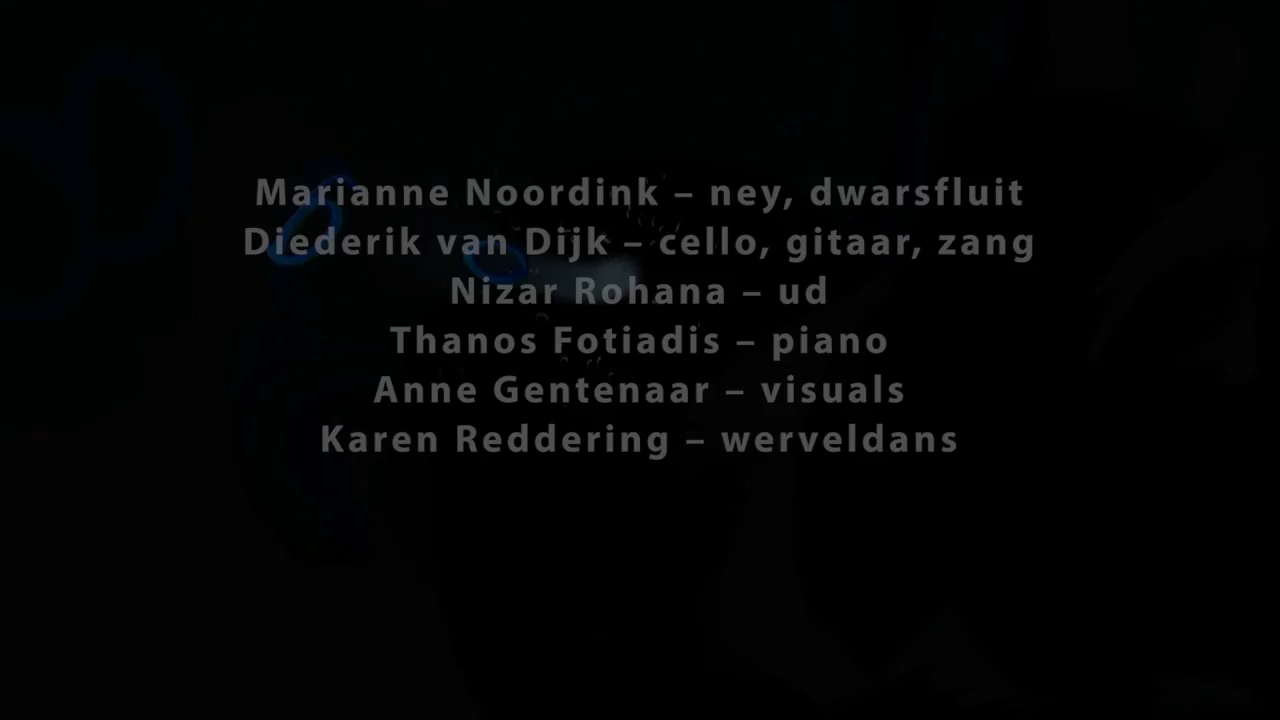 Marianne Noordink – ney, dwarsfluit
Diederik van Dijk – cello, gitaar, zang
Nizar Rohana – ud
Thanos Fotiadis – piano
Anne Gentenaar – visuals
Karen Reddering – werveldans